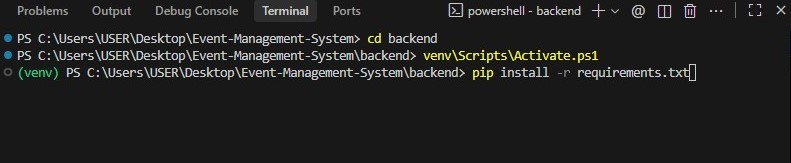 Problems Output Debug Console Terminal Ports powershell - backend
PS C:\Users\USER\Desktop\Event-Management-System> cd backend
PS C:\Users\USER\Desktop\Event-Management-System\backend> venv\Scripts\Activate.ps1
(venv) PS C:\Users\USER\Desktop\Event-Management-System\backend> pip install -r requirements.txt